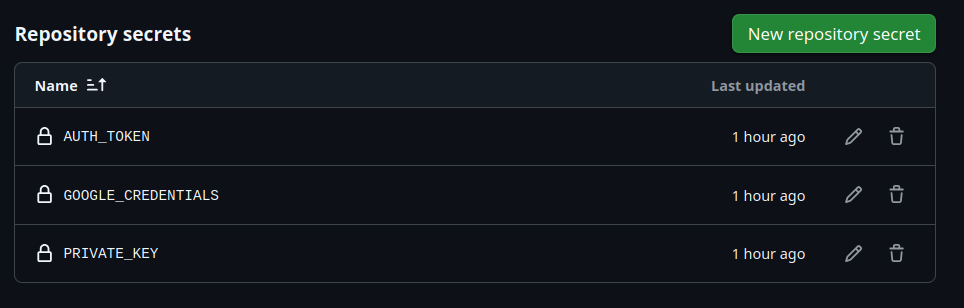 Repository secrets
New repository secret
Name Last updated
AUTH_TOKEN 1 hour ago
GOOGLE_CREDENTIALS 1 hour ago
PRIVATE_KEY 1 hour ago